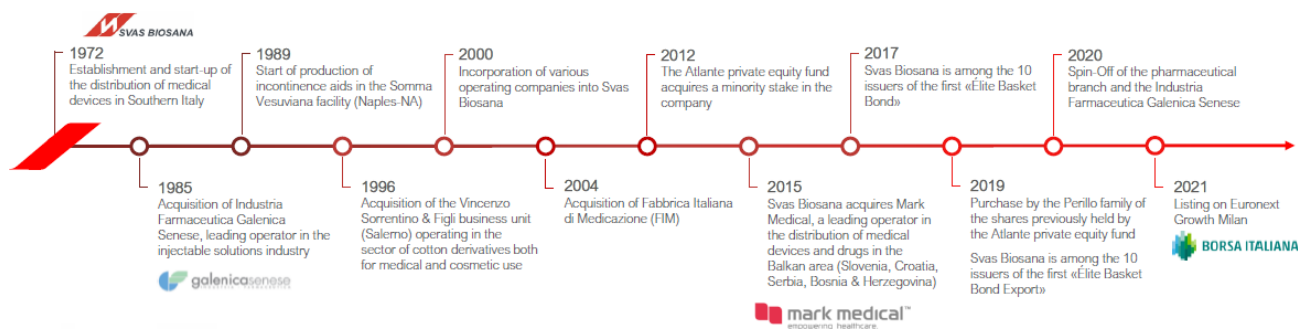 SVAS BIOSANA
1972
Establishment and start-up of
the distribution of medical
devices in Southern Italy
1989
Start of production of
incontinence aids in the Somma
Vesuviana facility (Naples-NA)
2000
Incorporation of various
operating companies into Svas
Biosana
2012
The Atlante private equity fund
acquires a minority stake in the
company
2017
Svas Biosana is among the 10
issuers of the first «Élite Basket
Bond»
2020
Spin-Off of the pharmaceutical
branch and the Industria
Farmaceutica Galenica Senese
1985
Acquisition of Industria
Farmaceutica Galenica
Senese, leading operator in the
injectable solutions industry
galenicasenese
1996
Acquisition of the Vincenzo
Sorrentino & Figli business unit
(Salerno) operating in the
sector of cotton derivatives both
for medical and cosmetic use
2004
Acquisition of Fabbrica Italiana
di Medicazione (FIM)
2015
Svas Biosana acquires Mark
Medical, a leading operator in
the distribution of medical
devices and drugs in the
Balkan area (Slovenia, Croatia,
Serbia, Bosnia & Herzegovina)
mark medical™
empowering healthcare.
2019
Purchase by the Perillo family of
the shares previously held by
the Atlante private equity fund
Svas Biosana is among the 10
issuers of the first «Élite Basket
Bond Export»
2021
Listing on Euronext
Growth Milan
BORSA ITALIANA